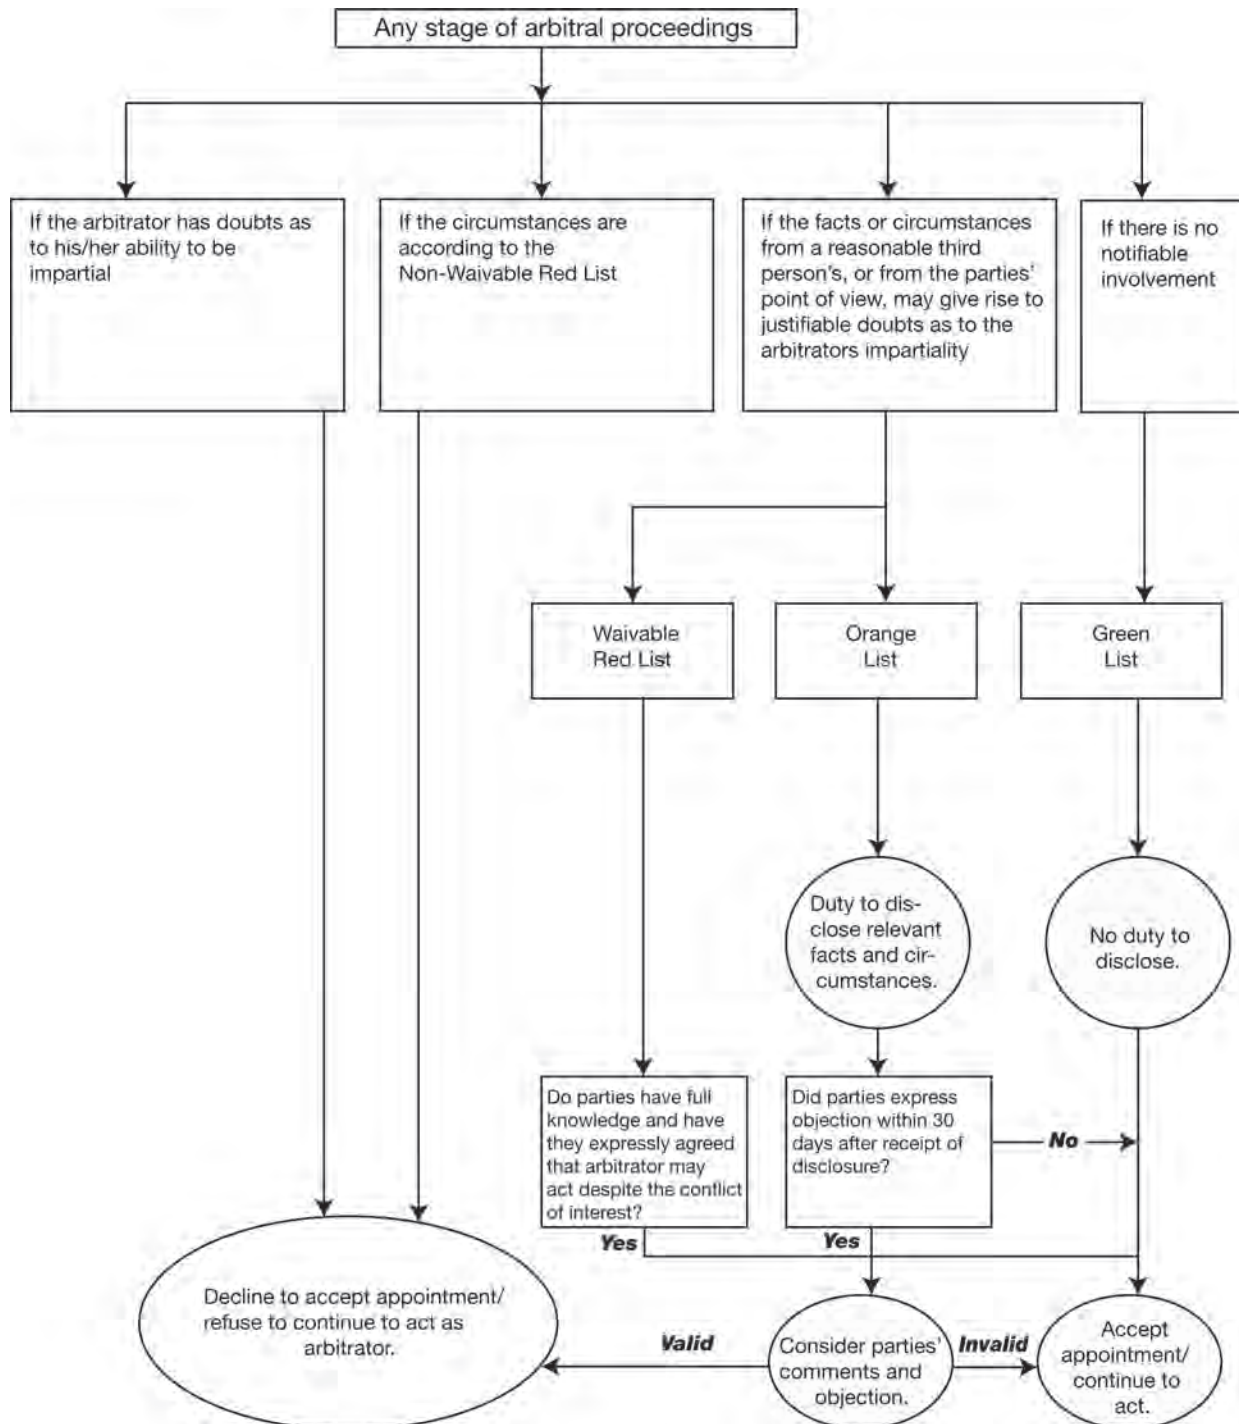 Any stage of arbitral proceedings
If the arbitrator has doubts as
to his/her ability to be
impartial
If the circumstances are
according to the
Non-Waivable Red List
If the facts or circumstances
from a reasonable third
person's, or from the parties'
point of view, may give rise to
justifiable doubts as to the
arbitrators impartiality
If there is no
notifiable
involvement
Waivable
Red List
Orange
List
Green
List
Duty to dis-
close relevant
facts and cir-
cumstances.
No duty to
disclose.
Do parties have full
knowledge and have
they expressly agreed
that arbitrator may
act despite the conflict
of interest?
Did parties express
objection within 30
days after receipt of
disclosure?
No
Yes
Yes
Decline to accept appointment/
refuse to continue to act as
arbitrator.
Valid
Consider parties'
comments and
objection.
Invalid
Accept
appointment/
continue to
act.